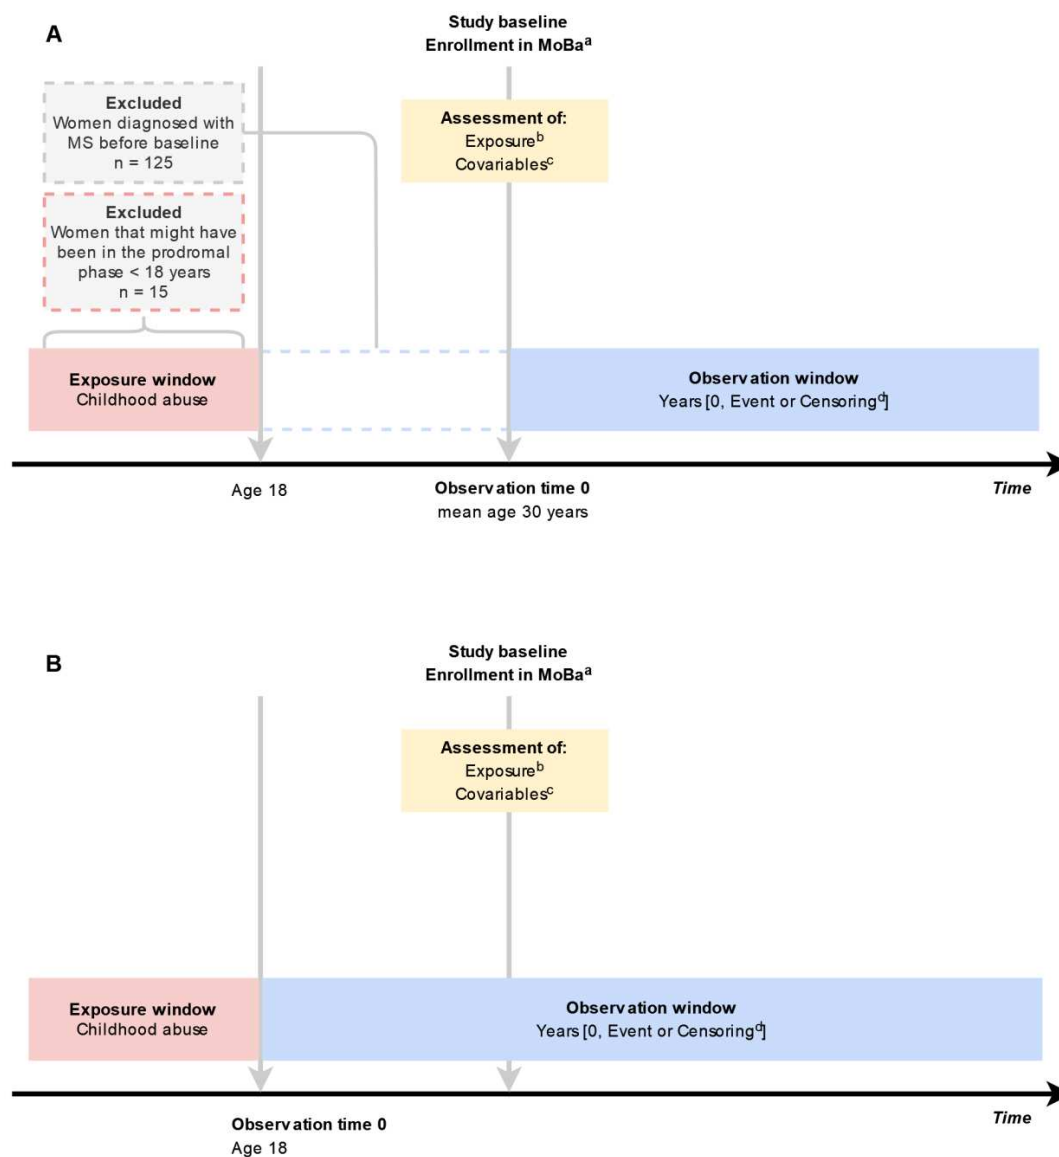 A
Study baseline
Enrollment in MoBaᵃ
Excluded
Women diagnosed with
MS before baseline
n = 125
Assessment of:
Exposureᵇ
Covariablesᶜ
Excluded
Women that might have
been in the prodromal
phase < 18 years
n = 15
Exposure window
Childhood abuse
Observation window
Years [0, Event or Censoringᵈ]
Age 18
Observation time 0
mean age 30 years
Time
B
Study baseline
Enrollment in MoBaᵃ
Assessment of:
Exposureᵇ
Covariablesᶜ
Exposure window
Childhood abuse
Observation window
Years [0, Event or Censoringᵈ]
Time
Observation time 0
Age 18